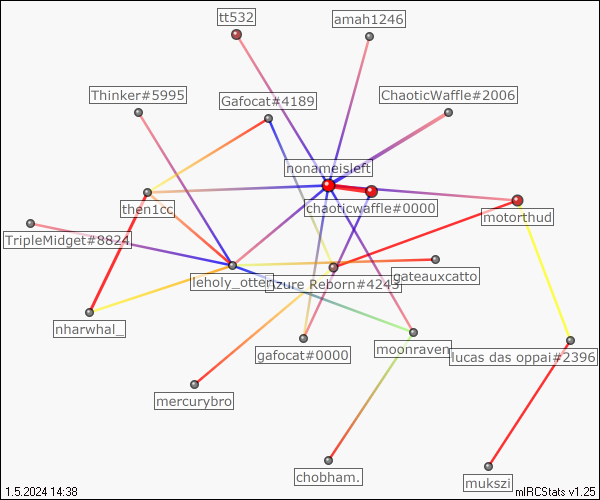 tt532
amah1246
Thinker#5995
Gafocat#4189
ChaoticWaffle#2006
nonameisleft
then1cc
chaoticwaffle#0000
motorthud
TripleMidget#8824
leholy_otter
zure Reborn#4243
gateauxcatto
nharwhal_
gafocat#0000
moonraven
lucas das oppai#2396
mercurybro
chobham.
mukszi
1.5.2024 14:38
mIRCStats v1.25